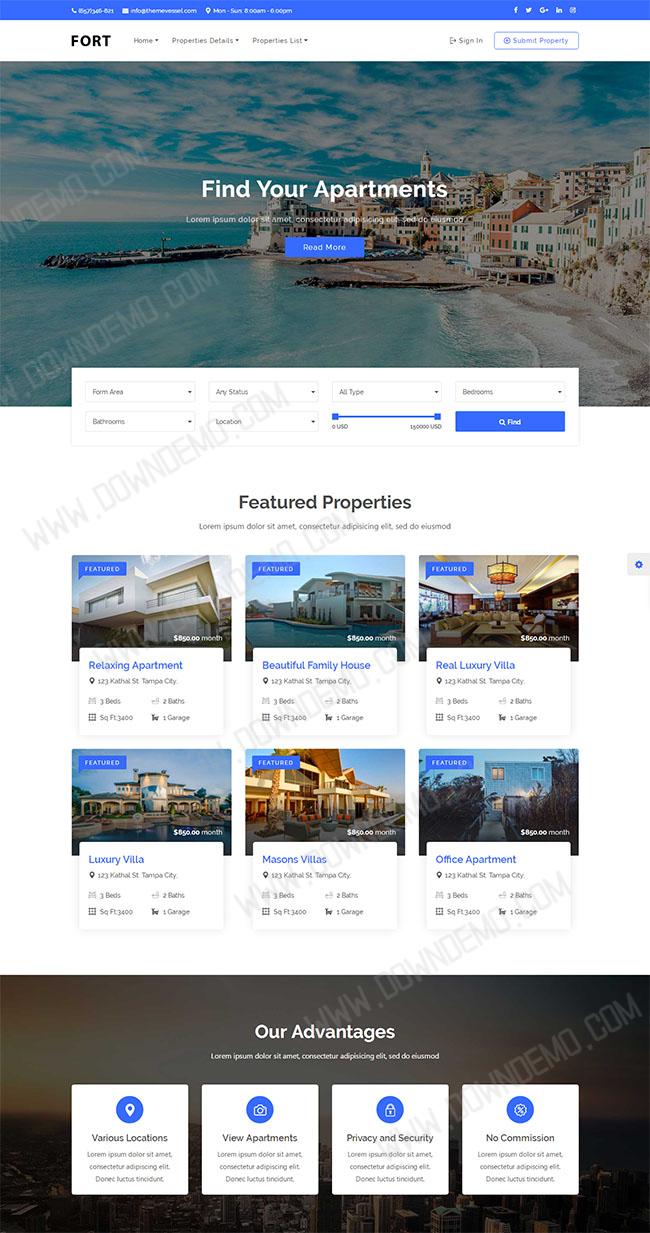 (857)346-821 info@themevessel.com Mon - Sun: 8:00am - 6:00pm
FORT Home Properties Details Properties List Sign In Submit Property
Find Your Apartments
Lorem ipsum dolor sit amet, consectetur adipisicing elit, sed do eiusmod
Read More
Form Area Any Status All Type Bedrooms
Bathrooms Location 0 USD 150000 USD Find
Featured Properties
Lorem ipsum dolor sit amet, consectetur adipisicing elit, sed do eiusmod
FEATURED FEATURED FEATURED
$850.00 month $850.00 month $850.00 month
Relaxing Apartment Beautiful Family House Real Luxury Villa
123 Kathal St. Tampa City, 123 Kathal St. Tampa City, 123 Kathal St. Tampa City,
3 Beds 2 Baths 3 Beds 2 Baths 3 Beds 2 Baths
Sq Ft:3400 1 Garage Sq Ft:3400 1 Garage Sq Ft:3400 1 Garage
FEATURED FEATURED FEATURED
$850.00 month $850.00 month $850.00 month
Luxury Villa Masons Villas Office Apartment
123 Kathal St. Tampa City, 123 Kathal St. Tampa City, 123 Kathal St. Tampa City,
3 Beds 2 Baths 3 Beds 2 Baths 3 Beds 2 Baths
Sq Ft:3400 1 Garage Sq Ft:3400 1 Garage Sq Ft:3400 1 Garage
Our Advantages
Lorem ipsum dolor sit amet, consectetur adipisicing elit, sed do eiusmod
Various Locations View Apartments Privacy and Security No Commission
Lorem ipsum dolor sit amet, Lorem ipsum dolor sit amet, Lorem ipsum dolor sit amet, Lorem ipsum dolor sit amet,
consectetur adipiscing elit. consectetur adipiscing elit. consectetur adipiscing elit. consectetur adipiscing elit.
Donec luctus tincidunt. Donec luctus tincidunt. Donec luctus tincidunt. Donec luctus tincidunt.
WWW.DOWNDEMO.COM